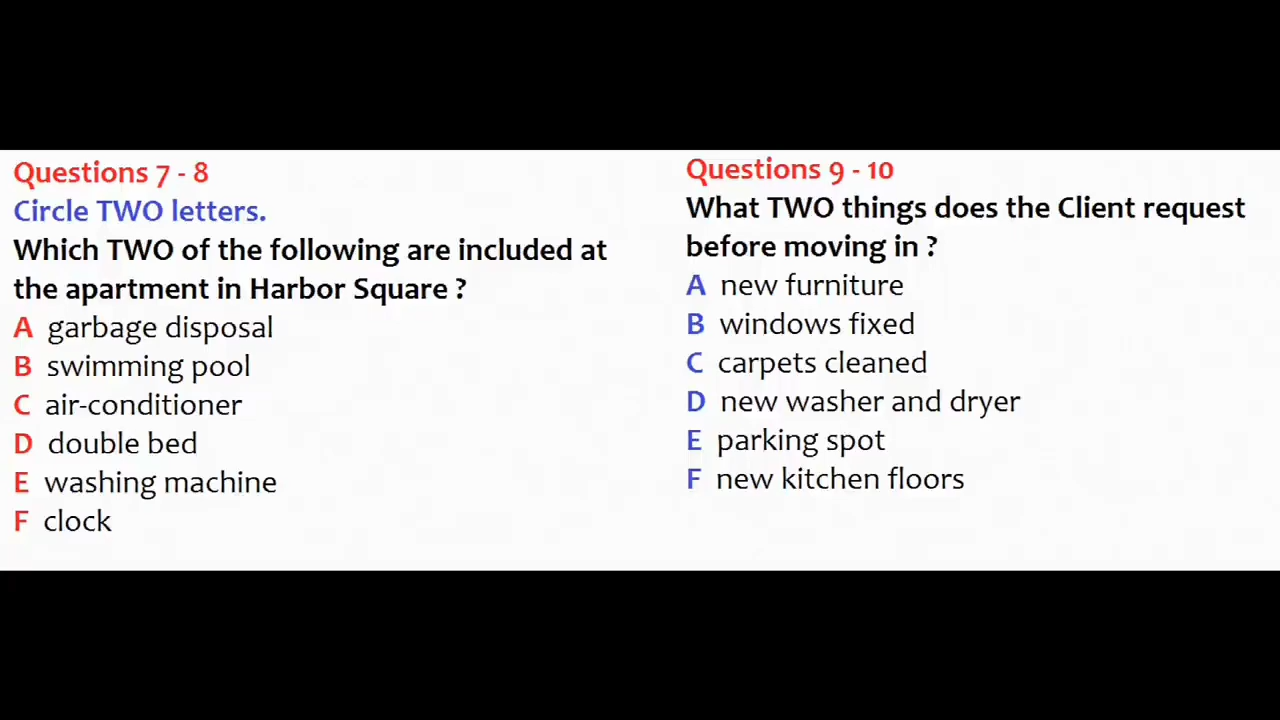 Questions 7 - 8
Circle TWO letters.
Which TWO of the following are included at
the apartment in Harbor Square ?
A garbage disposal
B swimming pool
C air-conditioner
D double bed
E washing machine
F clock
Questions 9 - 10
What TWO things does the Client request
before moving in ?
A new furniture
B windows fixed
C carpets cleaned
D new washer and dryer
E parking spot
F new kitchen floors